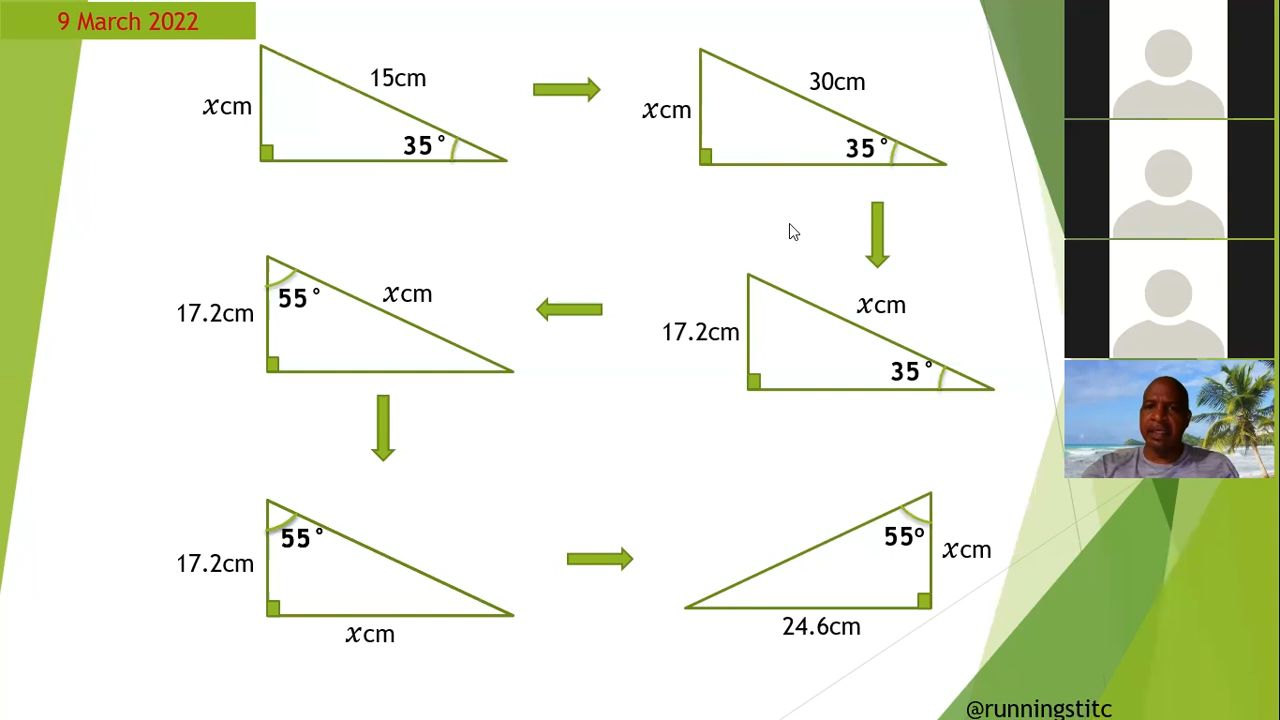 9 March 2022
15cm
𝑥cm
35°
30cm
𝑥cm
35°
17.2cm
55°
𝑥cm
17.2cm
𝑥cm
35°
17.2cm
55°
𝑥cm
55º
𝑥cm
24.6cm
@runningstitc